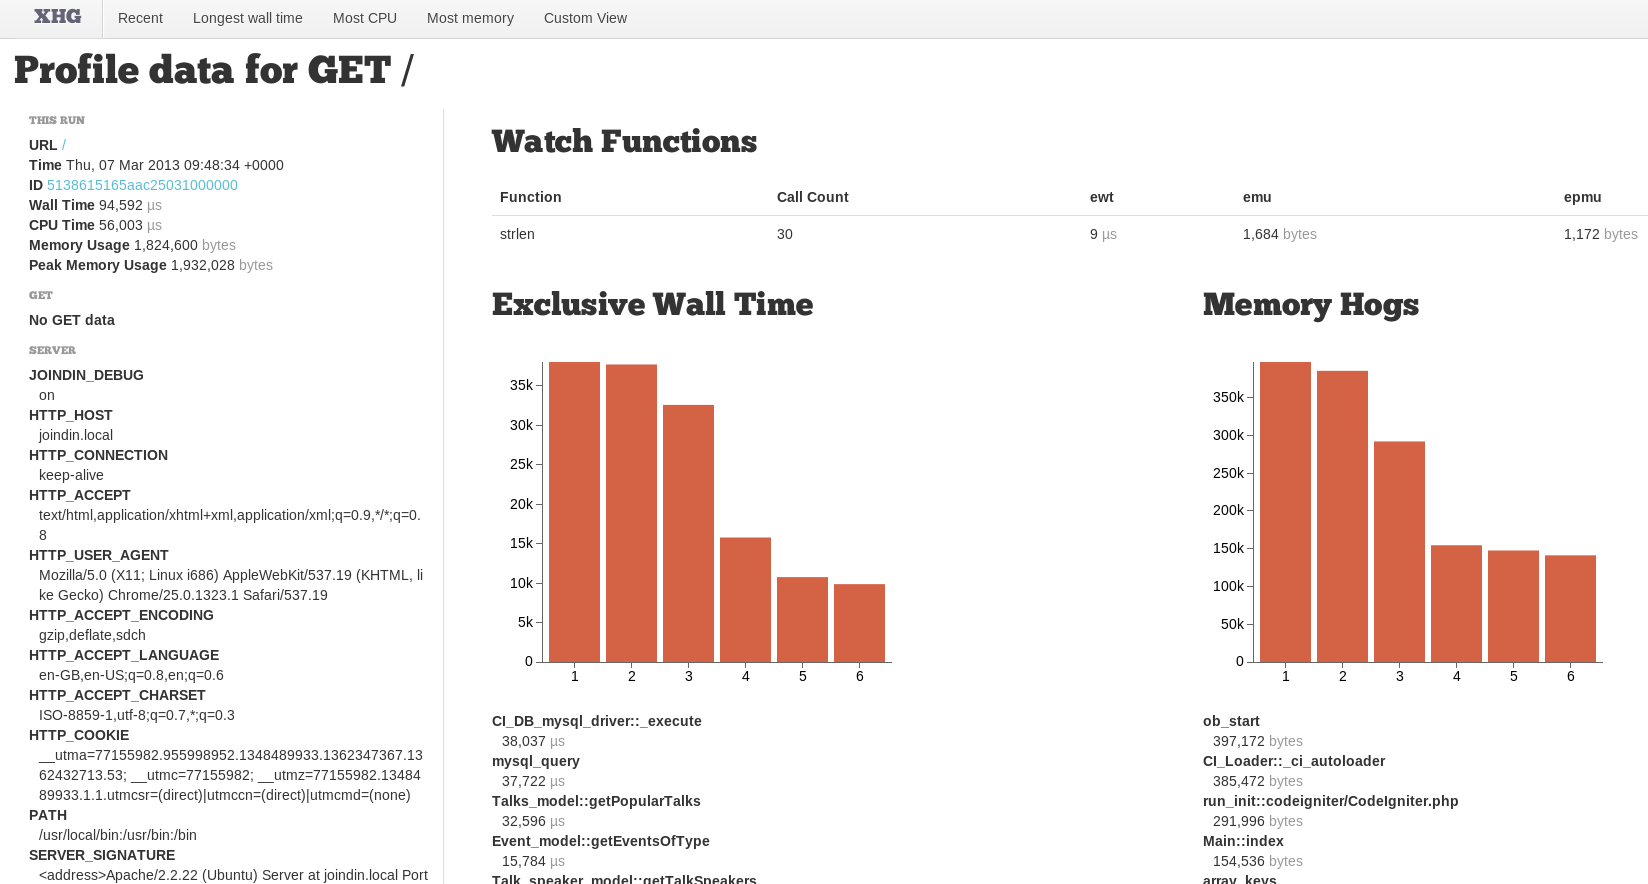 XHG
Recent
Longest wall time
Most CPU
Most memory
Custom View
Profile data for GET /
THIS RUN
URL /
Time Thu, 07 Mar 2013 09:48:34 +0000
ID 5138615165aac25031000000
Wall Time 94,592 µs
CPU Time 56,003 µs
Memory Usage 1,824,600 bytes
Peak Memory Usage 1,932,028 bytes
GET
No GET data
SERVER
JOINDIN_DEBUG
on
HTTP_HOST
joindin.local
HTTP_CONNECTION
keep-alive
HTTP_ACCEPT
text/html,application/xhtml+xml,application/xml;q=0.9,*/*;q=0.
8
HTTP_USER_AGENT
Mozilla/5.0 (X11; Linux i686) AppleWebKit/537.19 (KHTML, li
ke Gecko) Chrome/25.0.1323.1 Safari/537.19
HTTP_ACCEPT_ENCODING
gzip,deflate,sdch
HTTP_ACCEPT_LANGUAGE
en-GB,en-US;q=0.8,en;q=0.6
HTTP_ACCEPT_CHARSET
ISO-8859-1,utf-8;q=0.7,*;q=0.3
HTTP_COOKIE
__utma=77155982.955998952.1348489933.1362347367.13
62432713.53; __utmc=77155982; __utmz=77155982.13484
89933.1.1.utmcsr=(direct)|utmccn=(direct)|utmcmd=(none)
PATH
/usr/local/bin:/usr/bin:/bin
SERVER_SIGNATURE
<address>Apache/2.2.22 (Ubuntu) Server at joindin.local Port
Watch Functions
Function Call Count ewt emu epmu
strlen 30 9 µs 1,684 bytes 1,172 bytes
Exclusive Wall Time
35k
30k
25k
20k
15k
10k
5k
0
1 2 3 4 5 6
CI_DB_mysql_driver::_execute
38,037 µs
mysql_query
37,722 µs
Talks_model::getPopularTalks
32,596 µs
Event_model::getEventsOfType
15,784 µs
Talk_speaker_model::getTalkSpeakers
Memory Hogs
350k
300k
250k
200k
150k
100k
50k
0
1 2 3 4 5 6
ob_start
397,172 bytes
CI_Loader::_ci_autoloader
385,472 bytes
run_init::codeigniter/CodeIgniter.php
291,996 bytes
Main::index
154,536 bytes
array_keys